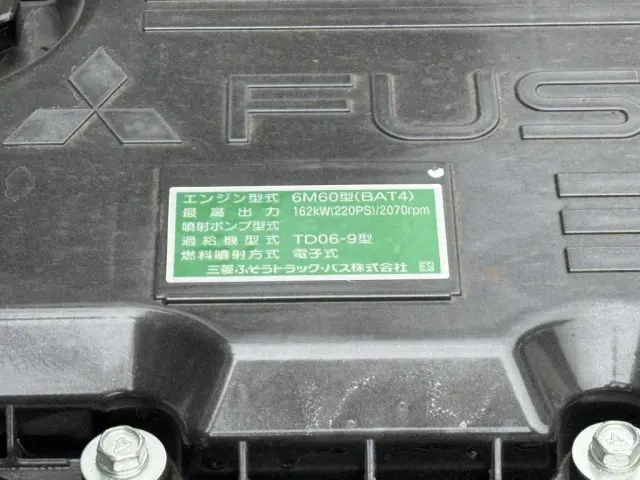 FUS
エンジン型式 6M60型(BAT4)
最高出力 162kW(220PS)/2070rpm
噴射ポンプ型式
過給機型式 TD06-9型
燃料噴射方式 電子式
三菱ふそうトラック・バス株式会社